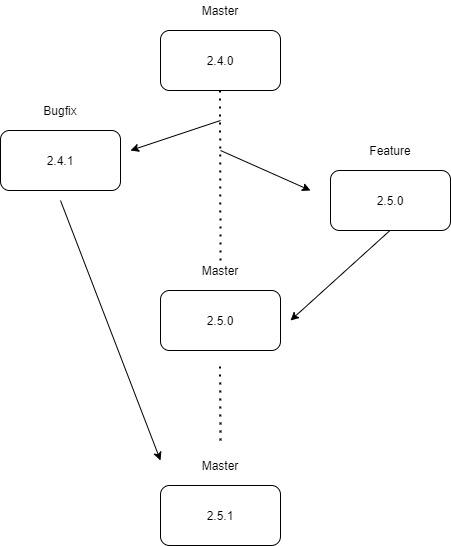 Master
2.4.0
Bugfix
2.4.1
Feature
2.5.0
Master
2.5.0
Master
2.5.1